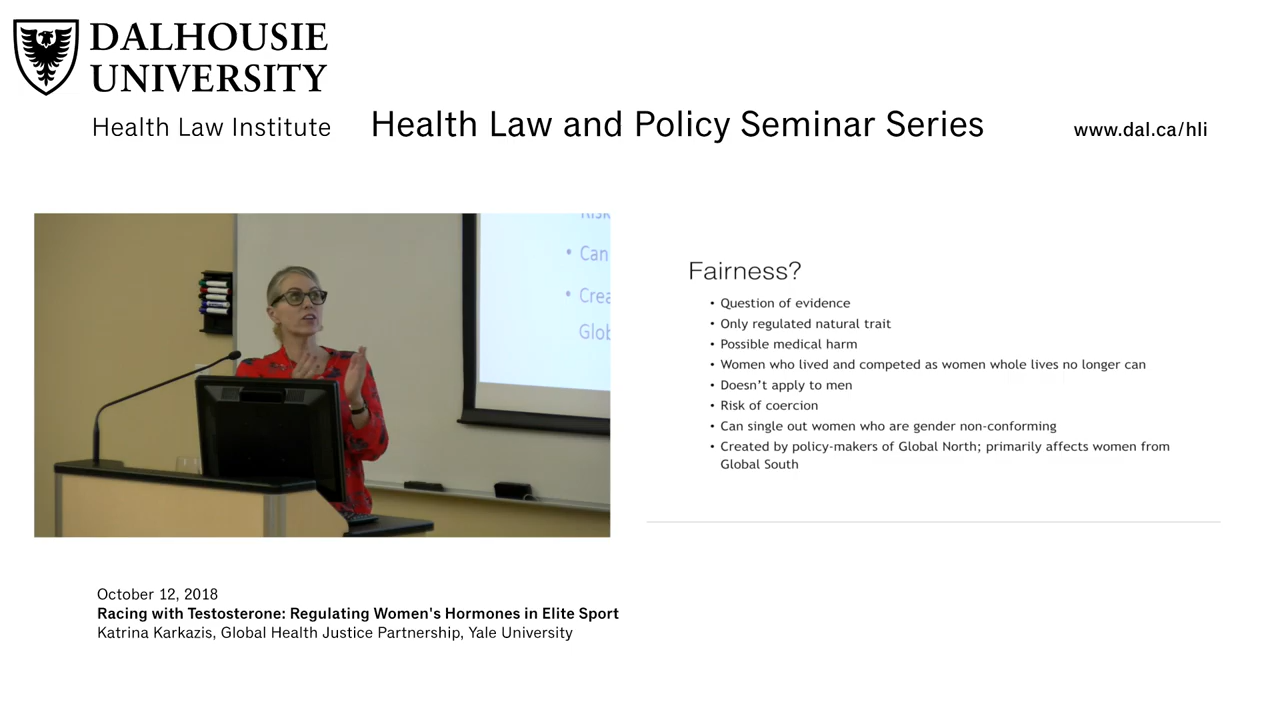 DALHOUSIE
UNIVERSITY
Health Law Institute
Health Law and Policy Seminar Series
www.dal.ca/hli
• Can
• Crea
Glob
Fairness?
• Question of evidence
• Only regulated natural trait
• Possible medical harm
• Women who lived and competed as women whole lives no longer can
• Doesn't apply to men
• Risk of coercion
• Can single out women who are gender non-conforming
• Created by policy-makers of Global North; primarily affects women from
Global South
October 12, 2018
Racing with Testosterone: Regulating Women's Hormones in Elite Sport
Katrina Karkazis, Global Health Justice Partnership, Yale University